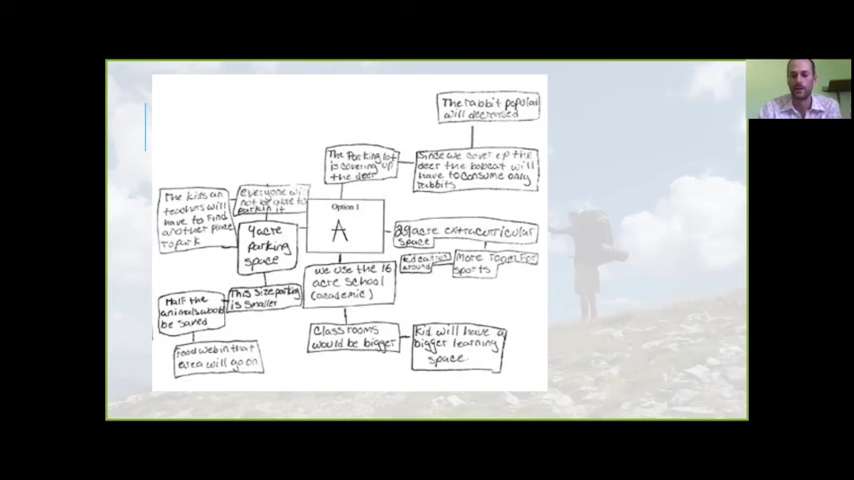 The rabbit populat
will decreased
The Parking lot
is covering up
the deer
Since we cover up the
deer the bobcat will
have to consume only
rabbits
The kids an
teachers will
have to find
another place
to park
everyone will
not be able to
park in it
Option 1
A
4 acre
parking
space
acre extracurricular
space
kid can run
around
More room For
sports
we use the 16
acre school
(academic)
This Size parking
is smaller
Half the
animals would
be saved
Food web in that
area will go on
Classrooms
would be bigger
Kid will have a
bigger learning
space